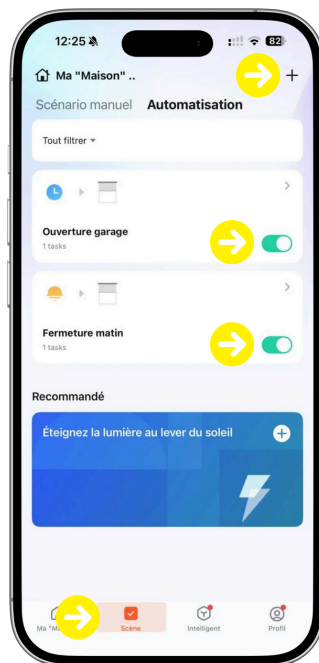 12:25
82
Ma "Maison" ..
Scénario manuel Automatisation
Tout filtrer
Ouverture garage
1 tasks
Fermeture matin
1 tasks
Recommandé
Éteignez la lumière au lever du soleil
Scène
Intelligent
Profil